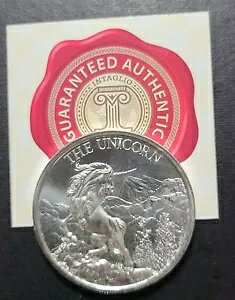 GUARANTEED AUTHENTIC
INTAGLIO
THE UNICORN